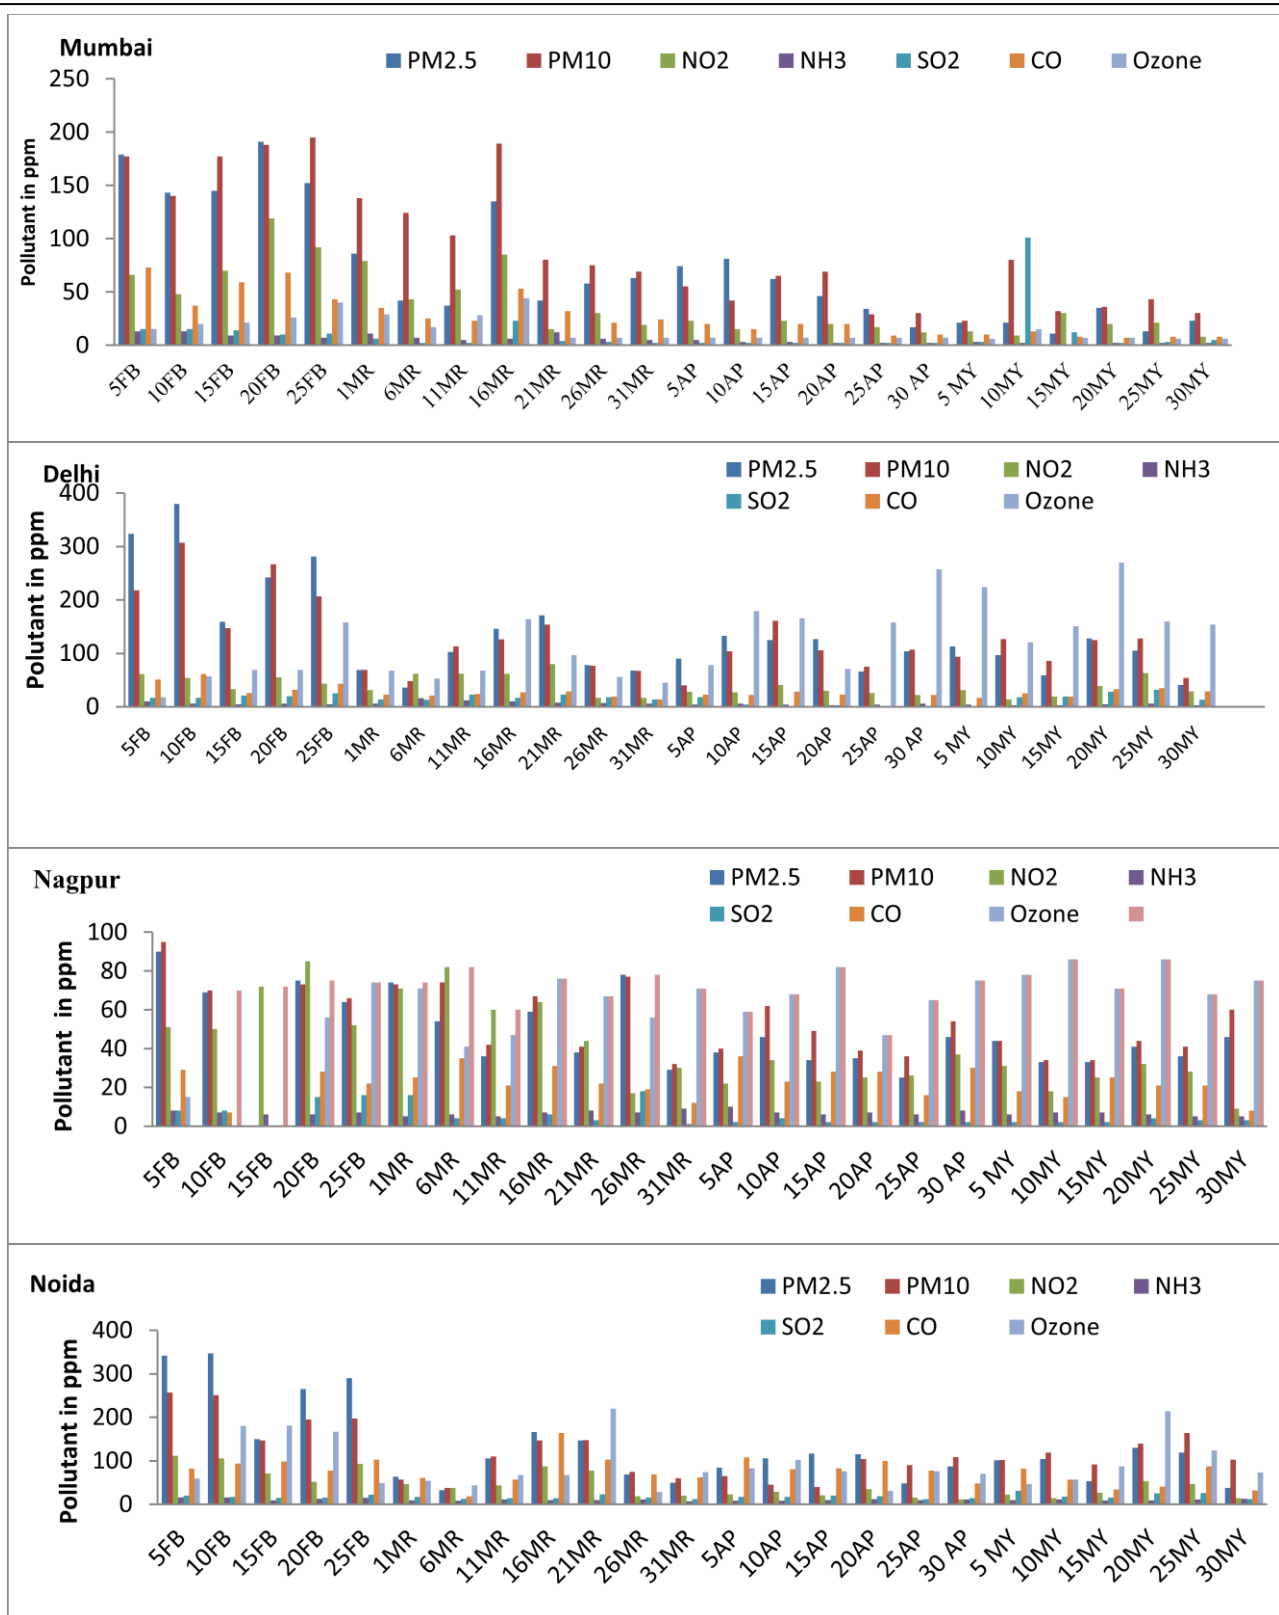 Mumbai
PM2.5 PM10 NO2 NH3 SO2 CO Ozone
250
200
150
100
50
0
Pollutant in ppm
5FB 10FB 15FB 20FB 25FB 1MR 6MR 11MR 16MR 21MR 26MR 31MR 5AP 10AP 15AP 20AP 25AP 30 AP 5 MY 10MY 15MY 20MY 25MY 30MY
Delhi
PM2.5 PM10 NO2 NH3
SO2 CO Ozone
400
300
200
100
0
Polutant in ppm
5FB 10FB 15FB 20FB 25FB 1MR 6MR 11MR 16MR 21MR 26MR 31MR 5AP 10AP 15AP 20AP 25AP 30 AP 5 MY 10MY 15MY 20MY 25MY 30MY
Nagpur
PM2.5 PM10 NO2 NH3
SO2 CO Ozone
100
80
60
40
20
0
Pollutant in ppm
5FB 10FB 15FB 20FB 25FB 1MR 6MR 11MR 16MR 21MR 26MR 31MR 5AP 10AP 15AP 20AP 25AP 30 AP 5 MY 10MY 15MY 20MY 25MY 30MY
Noida
PM2.5 PM10 NO2 NH3
SO2 CO Ozone
400
300
200
100
0
Pollutant in ppm
5FB 10FB 15FB 20FB 25FB 1MR 6MR 11MR 16MR 21MR 26MR 31MR 5AP 10AP 15AP 20AP 25AP 30 AP 5 MY 10MY 15MY 20MY 25MY 30MY